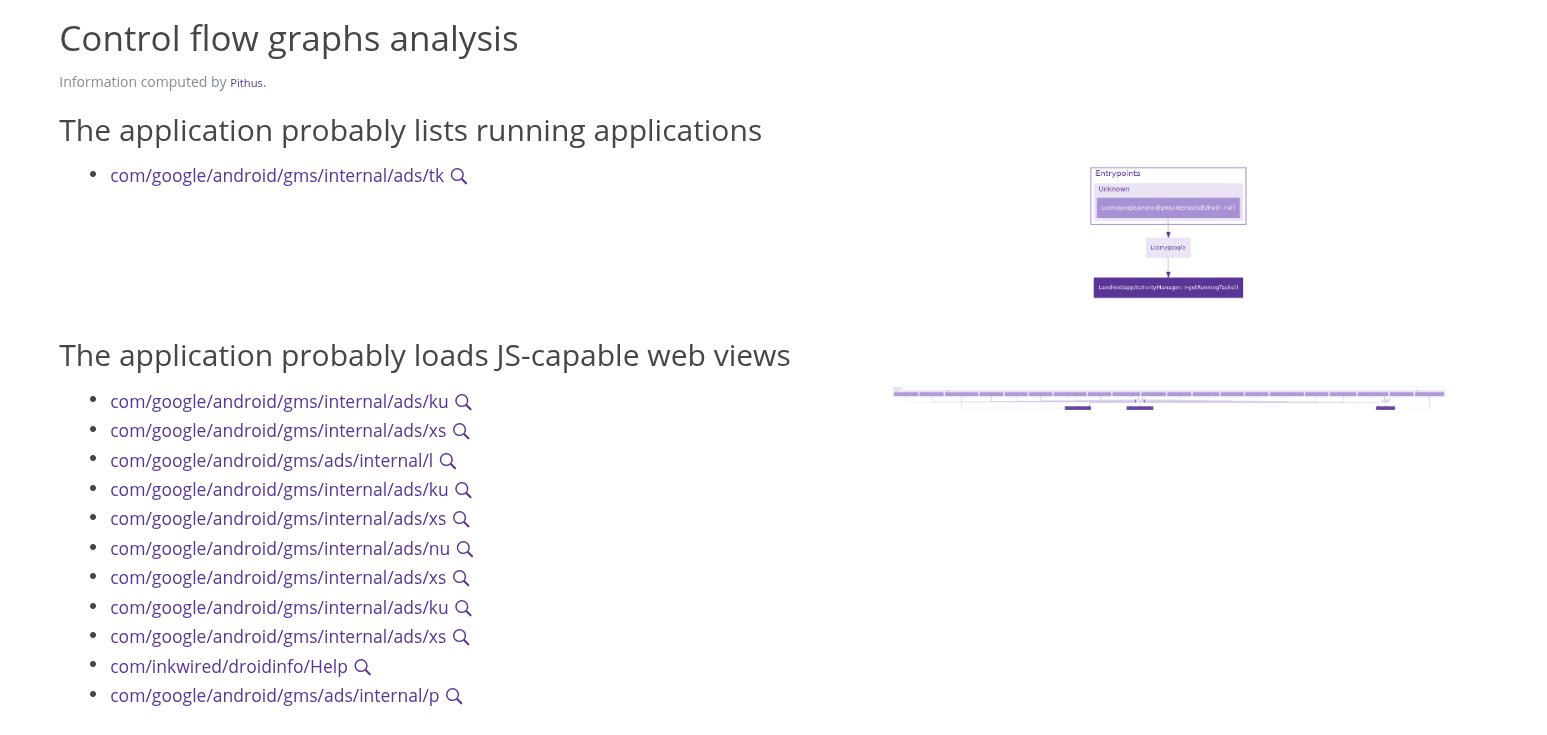 Control flow graphs analysis
Information computed by Pithus.
The application probably lists running applications
com/google/android/gms/internal/ads/tk
Entrypoints
Unknown
Lcom/google
Landroid/app/ActivityManager;->getRunningTasks()
The application probably loads JS-capable web views
com/google/android/gms/internal/ads/ku
com/google/android/gms/internal/ads/xs
com/google/android/gms/ads/internal/l
com/google/android/gms/internal/ads/ku
com/google/android/gms/internal/ads/xs
com/google/android/gms/internal/ads/nu
com/google/android/gms/internal/ads/xs
com/google/android/gms/internal/ads/ku
com/google/android/gms/internal/ads/xs
com/inkwired/droidinfo/Help
com/google/android/gms/ads/internal/p